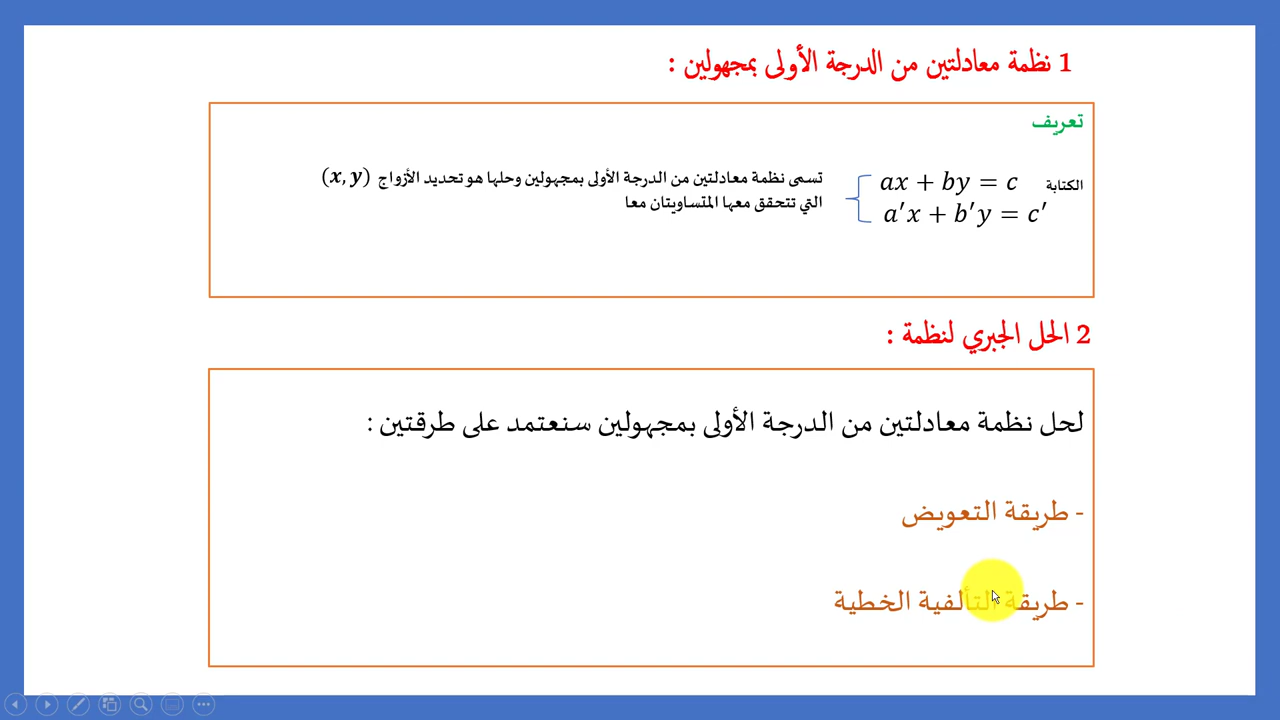 1 نظمة معادلتين من الدرجة الأولى بمجهولين :
تعريف
الكتابة ax + by = c
a′x + b′y = c′
تسمى نظمة معادلتين من الدرجة الأولى بمجهولين وحلها هو تحديد الأزواج (x, y)
التي تتحقق معها المتساويتان معا
2 الحل الجبري لنظمة :
لحل نظمة معادلتين من الدرجة الأولى بمجهولين سنعتمد على طرقتين :
- طريقة التعويض
- طريقة التألفية الخطية